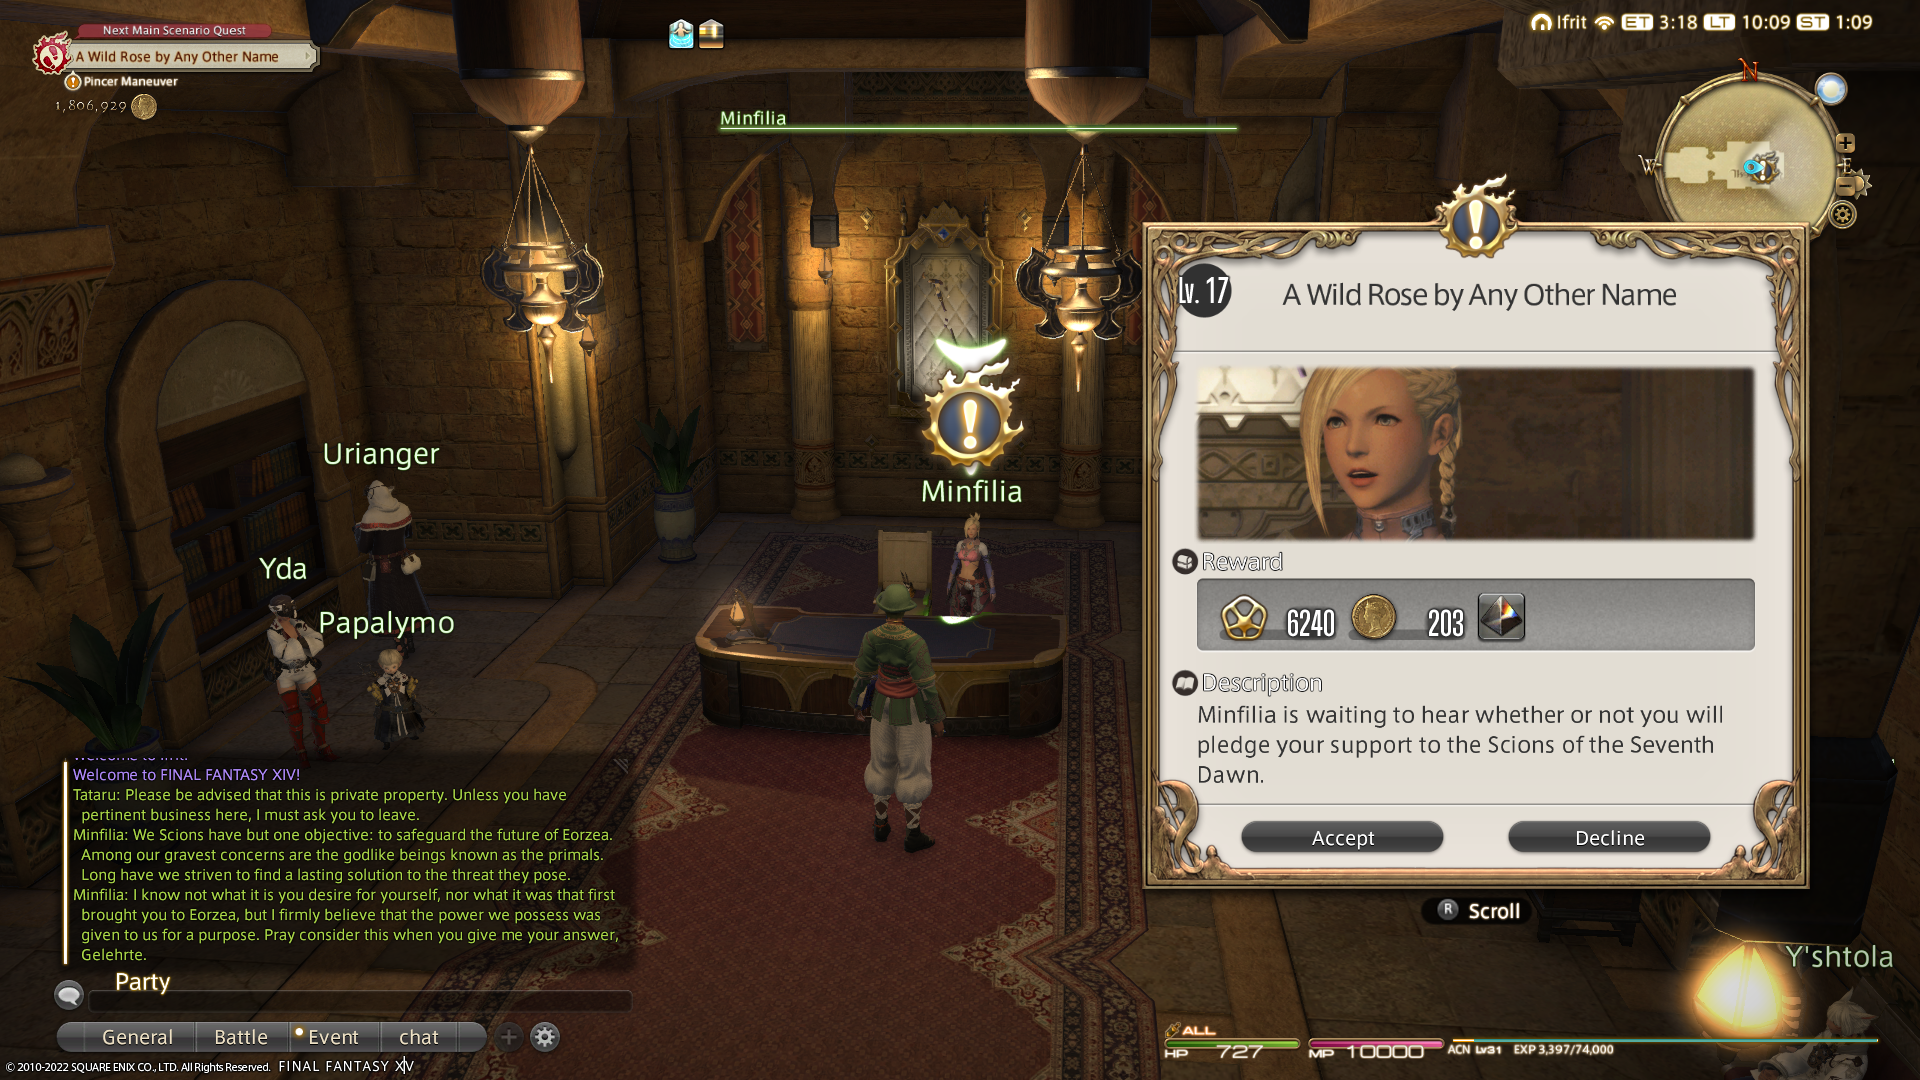 Next Main Scenario Quest
A Wild Rose by Any Other Name
Pincer Maneuver
1,806,929
Ifrit ET 3:18 LT 10:09 ST 1:09
N
W
E
Minfilia
Urianger
Yda
Papalymo
Minfilia
Lv. 17
A Wild Rose by Any Other Name
Reward
6240 203
Description
Minfilia is waiting to hear whether or not you will
pledge your support to the Scions of the Seventh
Dawn.
Accept Decline
R Scroll
Y'shtola
Welcome to Ifrit!
Welcome to FINAL FANTASY XIV!
Tataru: Please be advised that this is private property. Unless you have
pertinent business here, I must ask you to leave.
Minfilia: We Scions have but one objective: to safeguard the future of Eorzea.
Among our gravest concerns are the godlike beings known as the primals.
Long have we striven to find a lasting solution to the threat they pose.
Minfilia: I know not what it is you desire for yourself, nor what it was that first
brought you to Eorzea, but I firmly believe that the power we possess was
given to us for a purpose. Pray consider this when you give me your answer,
Gelehrte.
Party
General Battle Event chat
ALL
HP 727 MP 10000 ACN Lv31 EXP 3,397/74,000
© 2010-2022 SQUARE ENIX CO., LTD. All Rights Reserved. FINAL FANTASY XIV